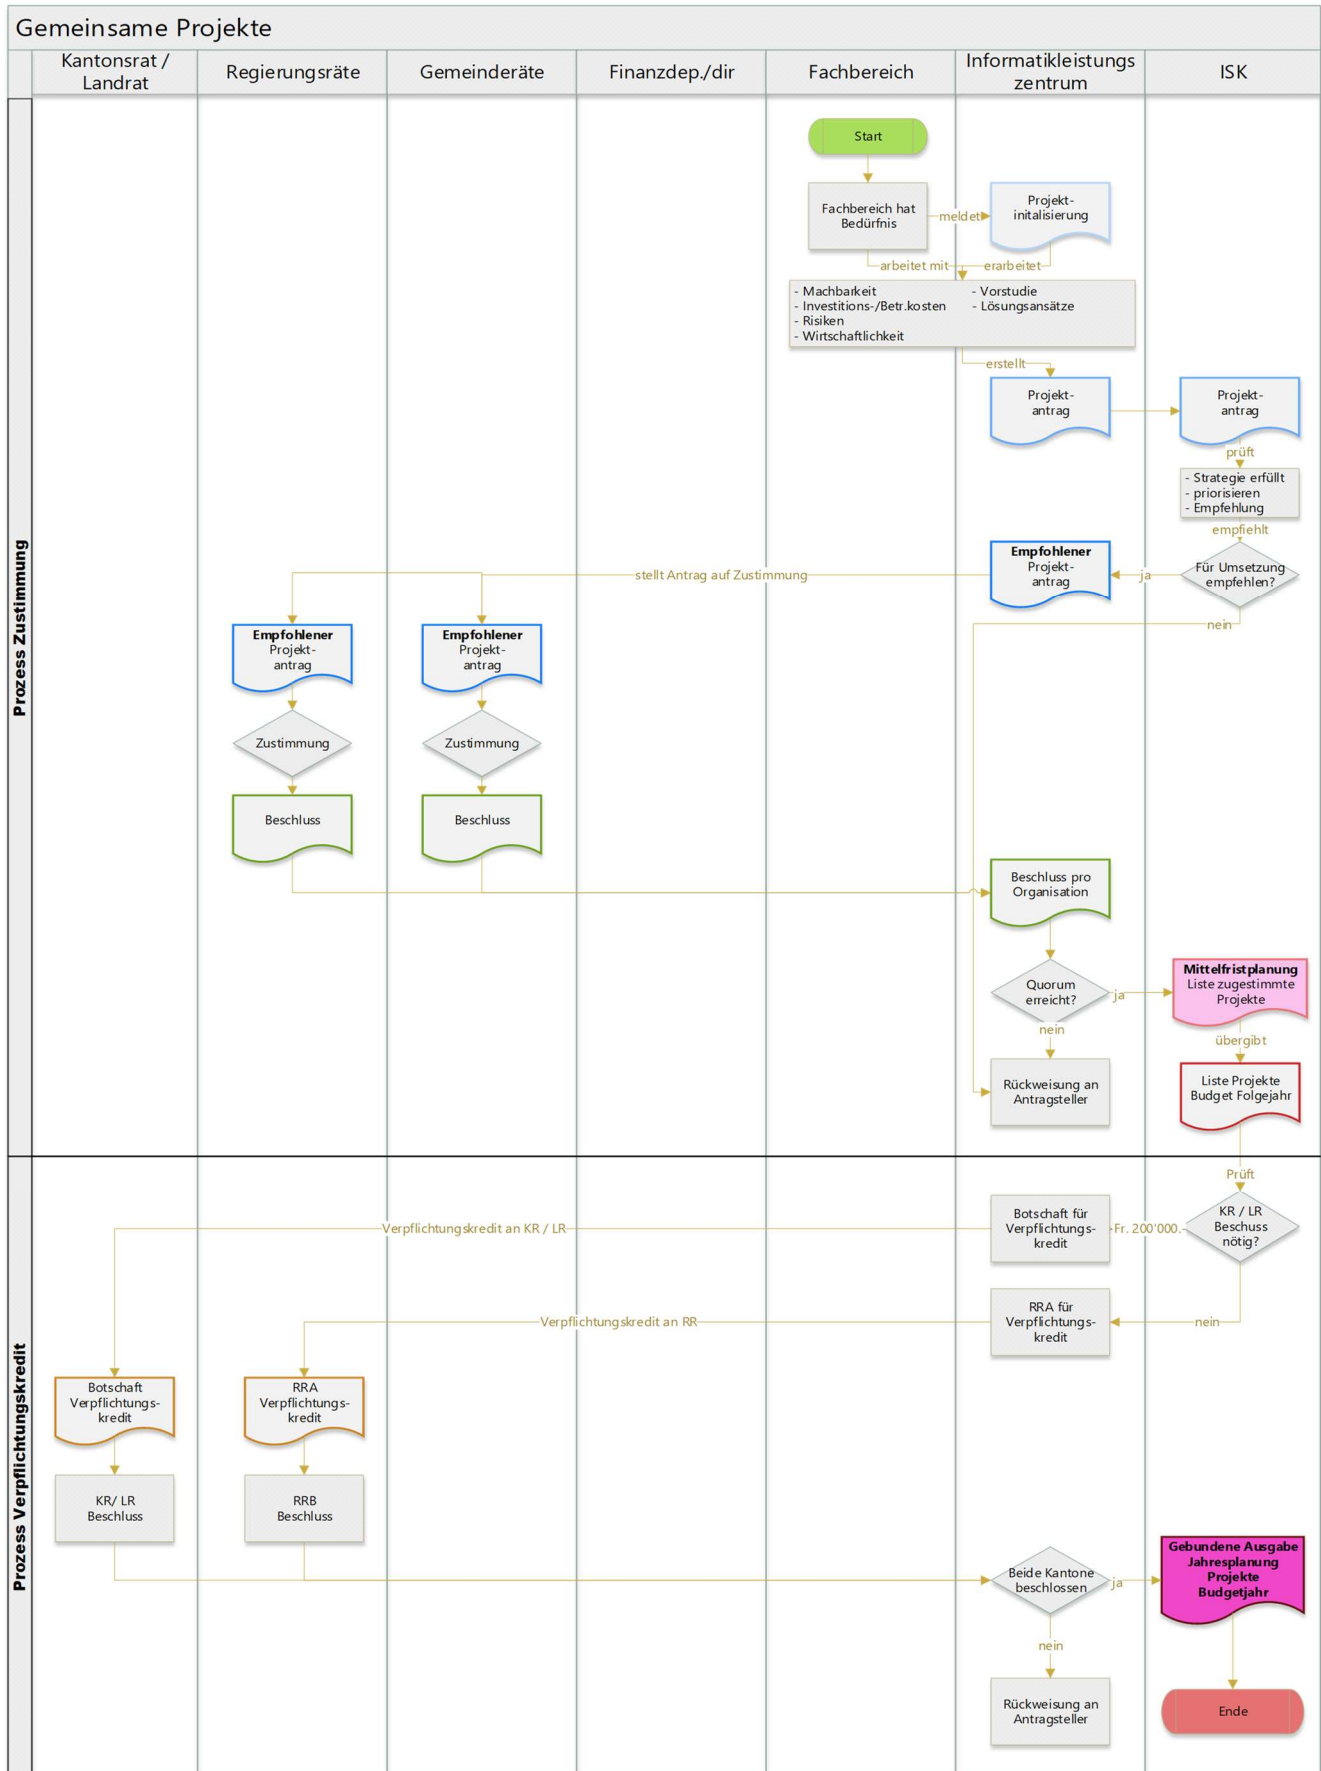 Gemeinsame Projekte
Kantonsrat /
Landrat
Regierungsräte
Gemeinderäte
Finanzdep./dir
Fachbereich
Informatikleistungs
zentrum
ISK
Prozess Zustimmung
Start
Fachbereich hat
Bedürfnis
meldet
Projekt-
initalisierung
arbeitet mit
erarbeitet
- Machbarkeit
- Investitions-/Betr.kosten
- Risiken
- Wirtschaftlichkeit
- Vorstudie
- Lösungsansätze
erstellt
Projekt-
antrag
Projekt-
antrag
prüft
- Strategie erfüllt
- priorisieren
- Empfehlung
empfiehlt
Für Umsetzung
empfehlen?
ja
Empfohlener
Projekt-
antrag
stellt Antrag auf Zustimmung
nein
Empfohlener
Projekt-
antrag
Empfohlener
Projekt-
antrag
Zustimmung
Zustimmung
Beschluss
Beschluss
Beschluss pro
Organisation
Quorum
erreicht?
ja
Mittelfristplanung
Liste zugestimmte
Projekte
nein
übergibt
Rückweisung an
Antragsteller
Liste Projekte
Budget Folgejahr
Prozess Verpflichtungskredit
Prüft
KR / LR
Beschuss
nötig?
Fr. 200'000.
Botschaft für
Verpflichtungs-
kredit
Verpflichtungskredit an KR / LR
nein
RRA für
Verpflichtungs-
kredit
Verpflichtungskredit an RR
Botschaft
Verpflichtungs-
kredit
RRA
Verpflichtungs-
kredit
KR/ LR
Beschluss
RRB
Beschluss
Beide Kantone
beschlossen
ja
Gebundene Ausgabe
Jahresplanung
Projekte
Budgetjahr
nein
Rückweisung an
Antragsteller
Ende